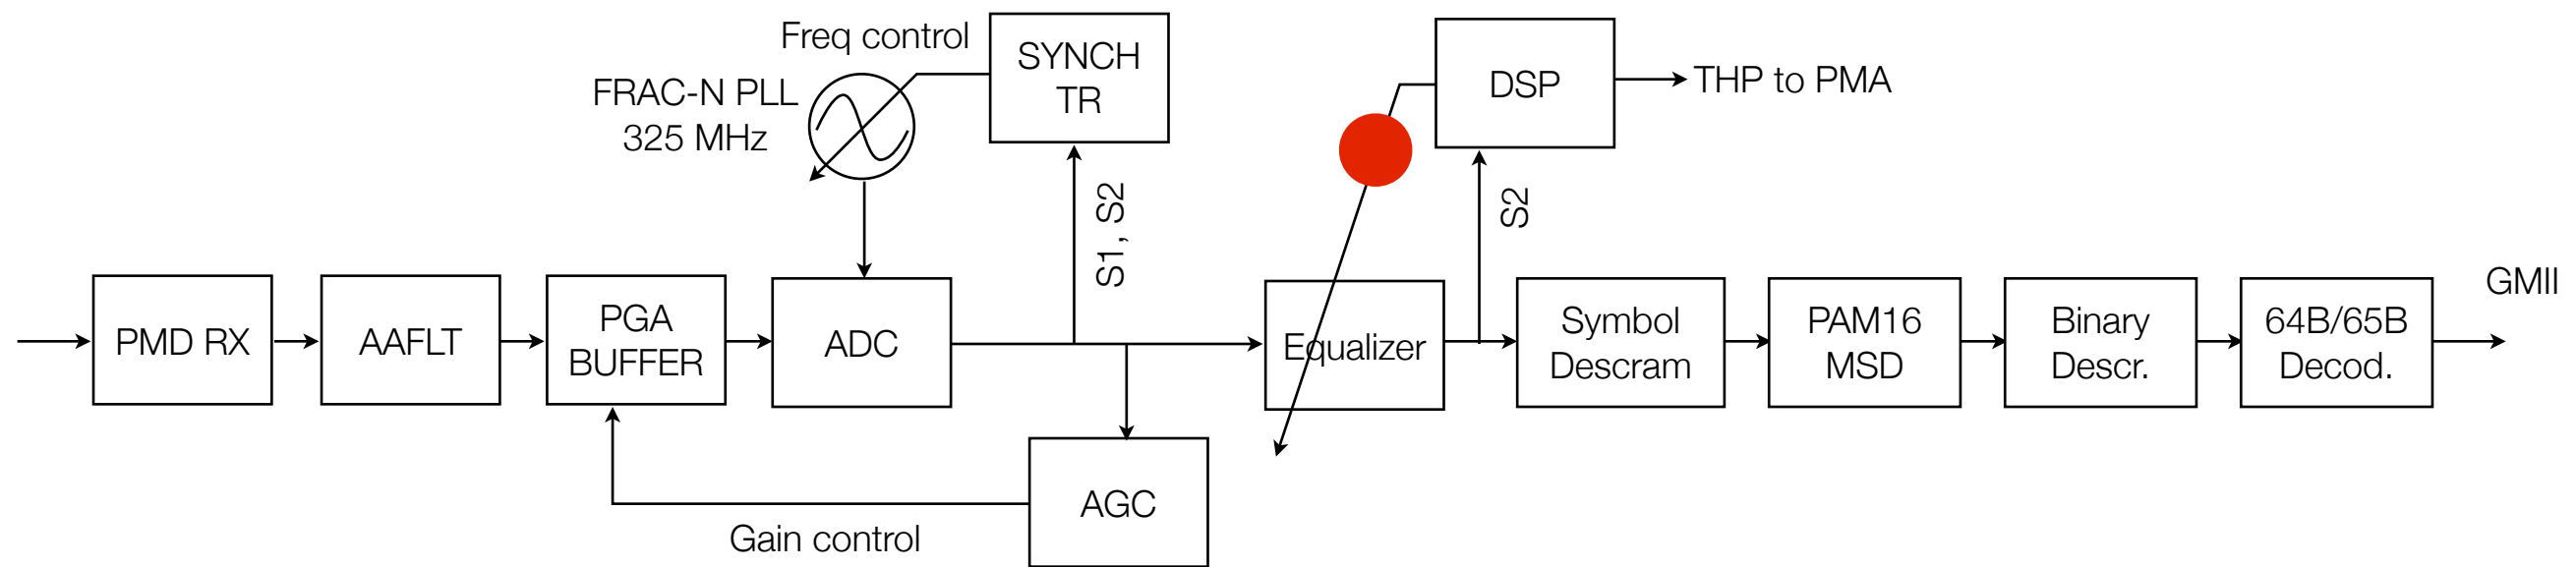 Freq control
SYNCH
TR
DSP
THP to PMA
FRAC-N PLL
325 MHz
S1, S2
S2
GMII
PMD RX
AAFLT
PGA
BUFFER
ADC
Equalizer
Symbol
Descram
PAM16
MSD
Binary
Descr.
64B/65B
Decod.
AGC
Gain control